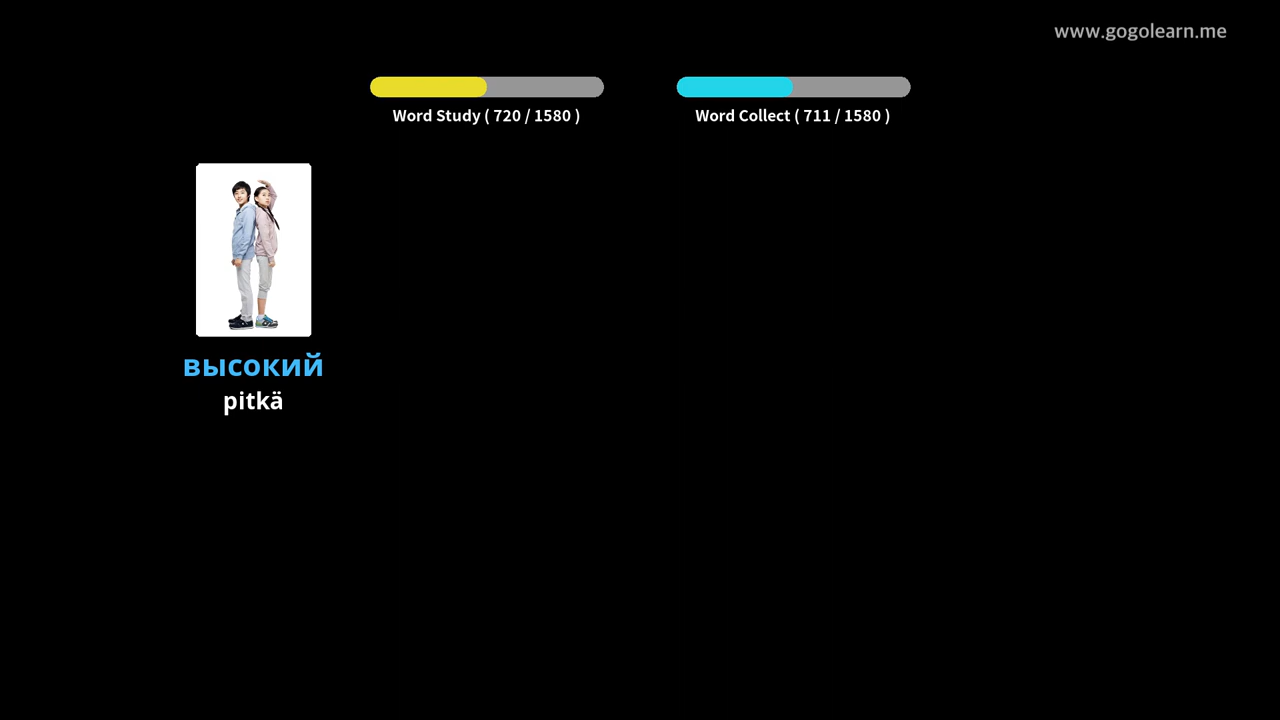 www.gogolearn.me
Word Study ( 720 / 1580 )
Word Collect ( 711 / 1580 )
высокий
pitkä